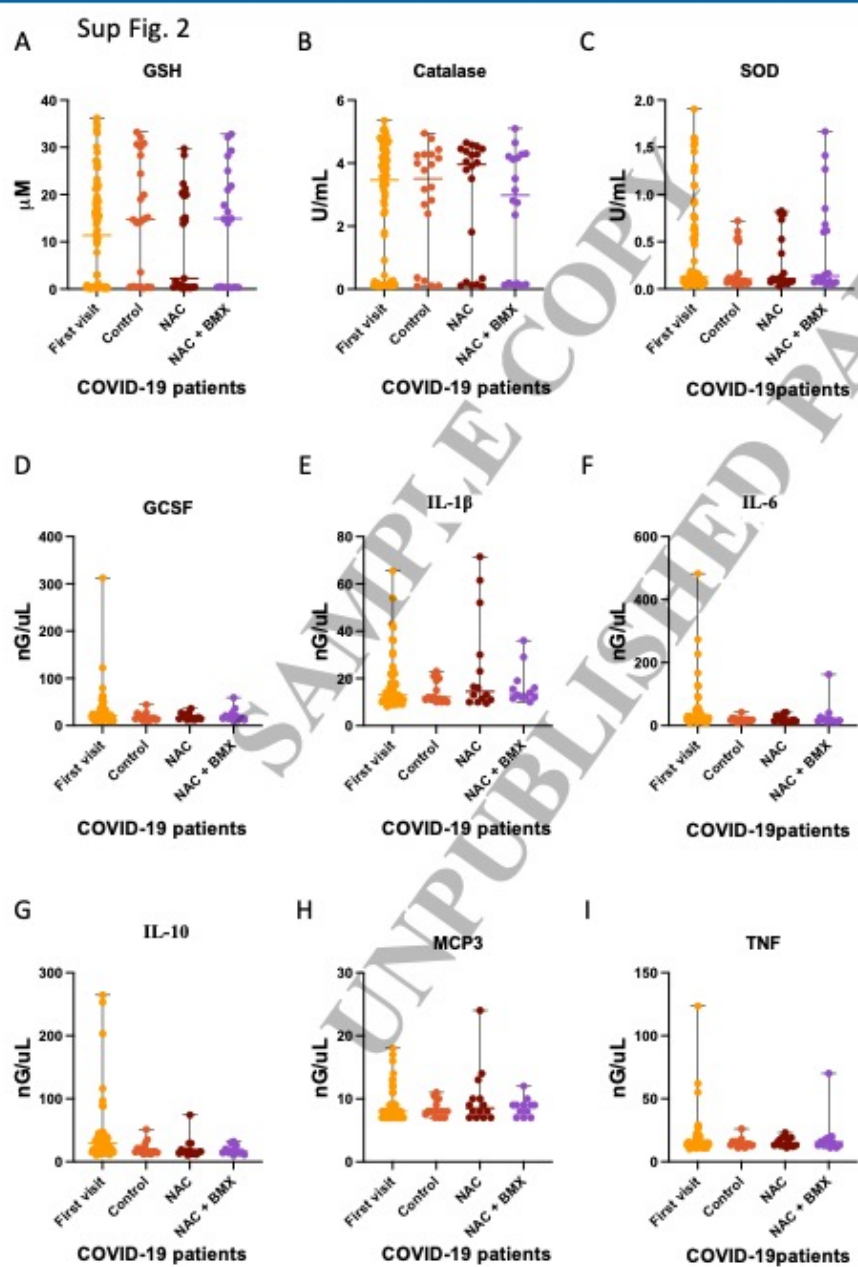 Sup Fig. 2
A
B
C
GSH
Catalase
SOD
40
30
20
10
0
μM
6
4
2
0
U/mL
2.0
1.5
1.0
0.5
0.0
U/mL
First visit
Control
NAC
NAC + BMX
First visit
Control
NAC
NAC + BMX
First visit
Control
NAC
NAC + BMX
COVID-19 patients
COVID-19 patients
COVID-19patients
D
E
F
GCSF
IL-1β
IL-6
400
300
200
100
0
nG/uL
80
60
40
20
0
nG/uL
600
400
200
0
nG/uL
First visit
Control
NAC
NAC + BMX
First visit
Control
NAC
NAC + BMX
First visit
Control
NAC
NAC + BMX
COVID-19 patients
COVID-19 patients
COVID-19patients
G
H
I
IL-10
MCP3
TNF
300
200
100
0
nG/uL
30
20
10
0
nG/uL
150
100
50
0
nG/uL
First visit
Control
NAC
NAC + BMX
First visit
Control
NAC
NAC + BMX
First visit
Control
NAC
NAC + BMX
COVID-19 patients
COVID-19 patients
COVID-19patients
SAMPLE COPY
UNPUBLISHED